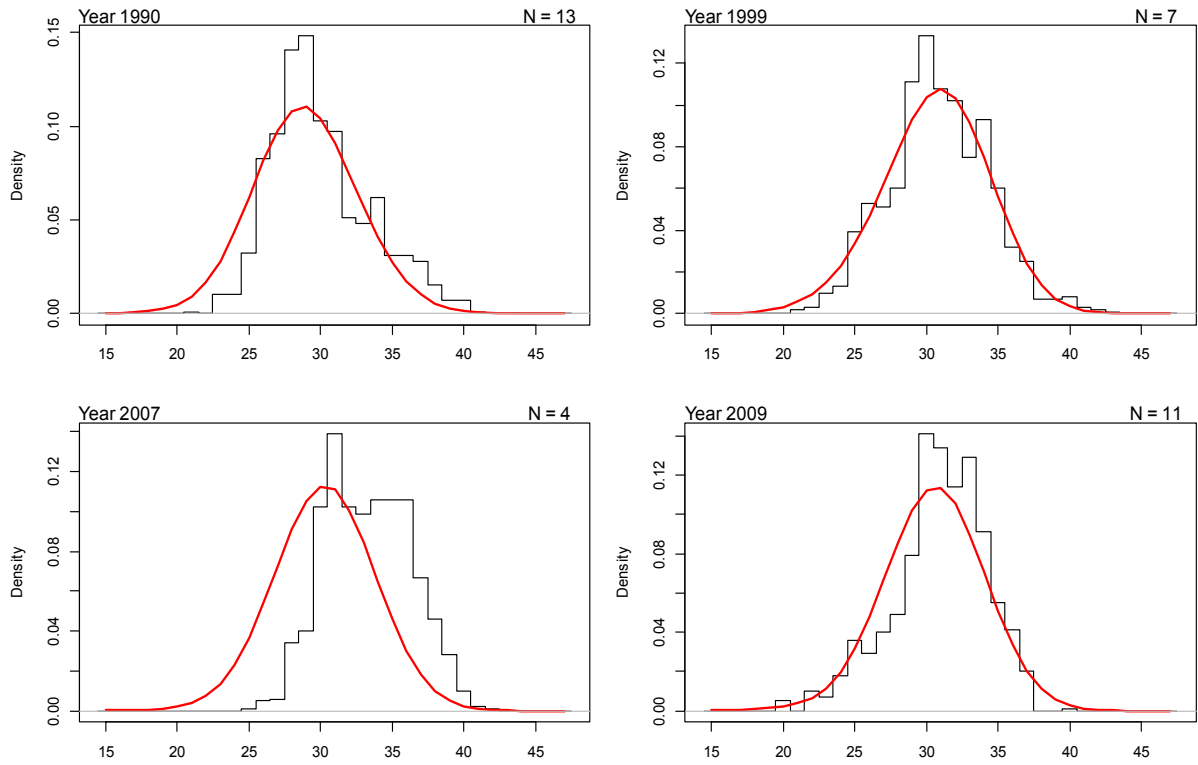 Year 1990 N = 13
Density
0.00 0.05 0.10 0.15
15 20 25 30 35 40 45
Year 1999 N = 7
Density
0.00 0.04 0.08 0.12
15 20 25 30 35 40 45
Year 2007 N = 4
Density
0.00 0.04 0.08 0.12
15 20 25 30 35 40 45
Year 2009 N = 11
Density
0.00 0.04 0.08 0.12
15 20 25 30 35 40 45